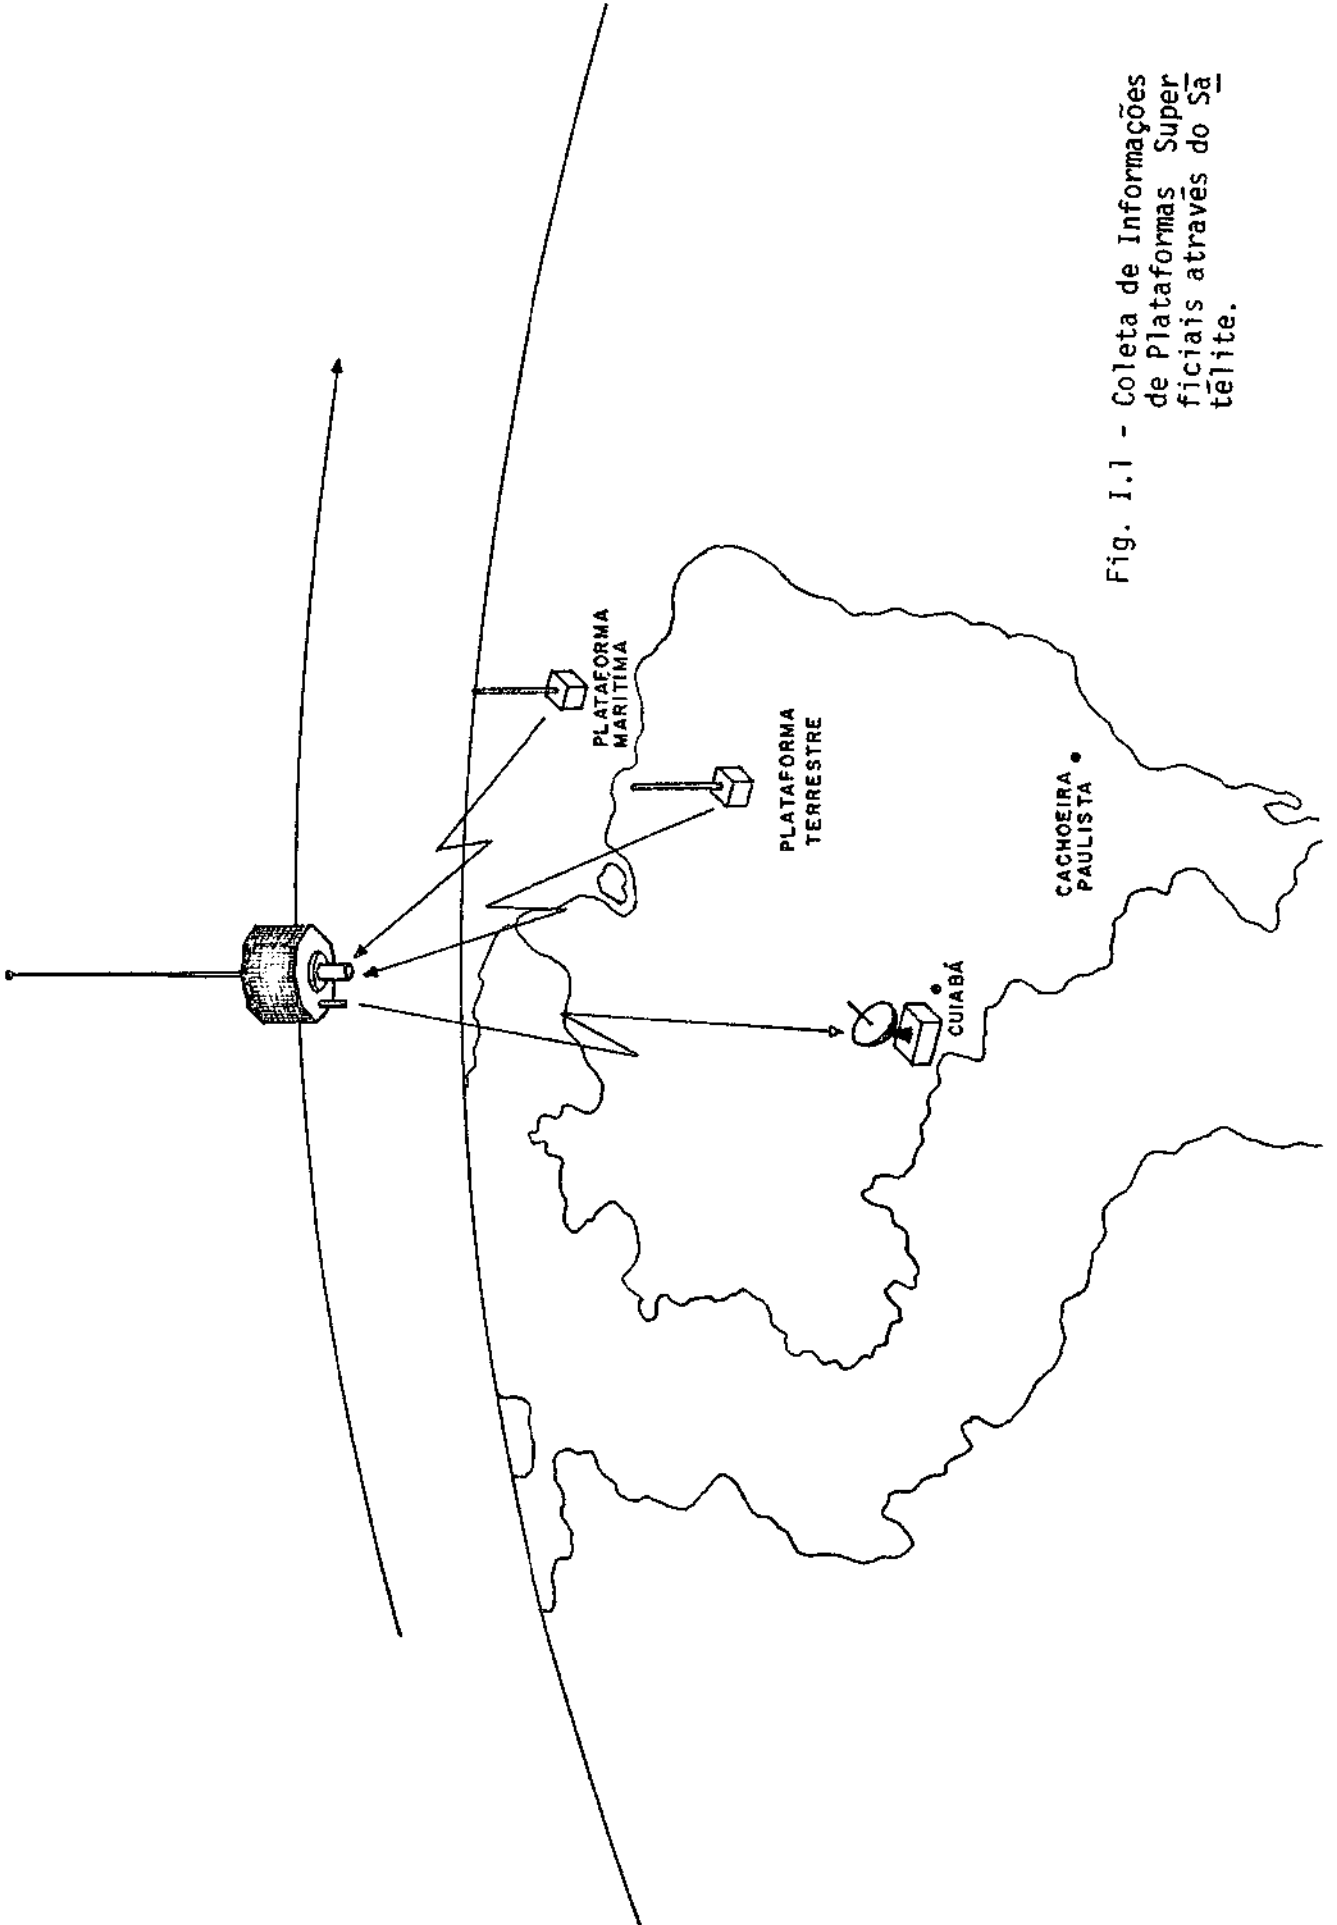 PLATAFORMA
MARITIMA
PLATAFORMA
TERRESTRE
CUIABÁ
CACHOEIRA
PAULISTA
Fig. I.1 - Coleta de Informações
de Plataformas Super
ficiais através do Sa
télite.